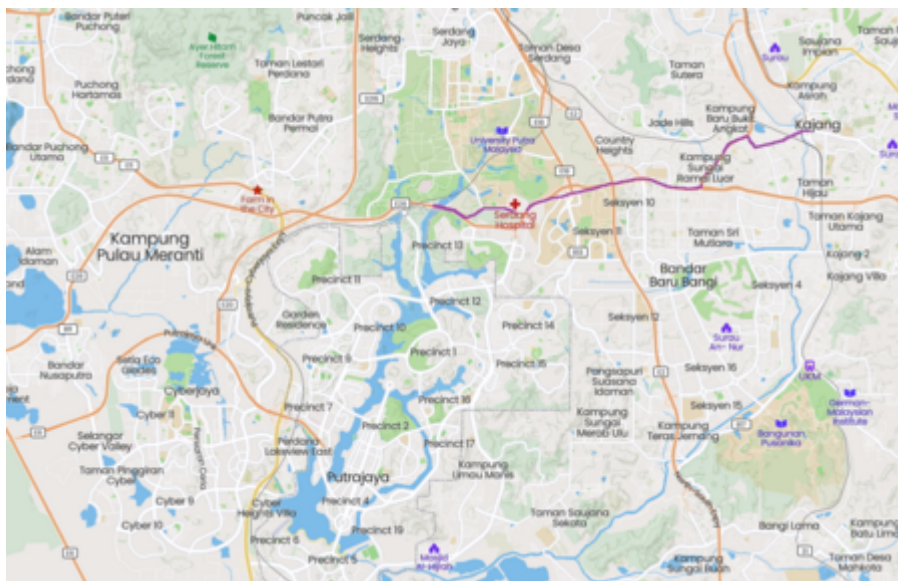 Bandar Puteri
Puchong
Puncak Jalil
Serdang
Heights
Serdang
Jaya
Taman Desa
Serdang
Saujana
Impian
Ayer Hitam
Forest
Reserve
Taman Lestari
Perdana
Taman
Sutera
Surau
Puchong
Hartamas
Kampung
Asrah
Bandar Putra
Permai
Jade Hills
Kampung
Baru Bukit
Angkat
Kajang
University Putra
Malaysia
Country
Heights
Bandar Puchong
Utama
Kampung
Sungai
Ramal Luar
Farm in
the City
Serdang
Hospital
Seksyen 10
Taman
Hijau
Kampung
Pulau Meranti
Precinct 13
Seksyen 11
Taman Sri
Mutiara
Taman Kajang
Utama
Alam
Idaman
Kajang 2
Precinct 11
Bandar
Baru Bangi
Seksyen 4
Kajang Villa
Garden
Residence
Precinct 12
Precinct 10
Precinct 14
Seksyen 12
Surau
An- Nur
Bandar
Nusaputra
Setia Eco
Glades
Precinct 9
Precinct 1
Precinct 15
Pangsapuri
Suasana
Idaman
Seksyen 16
UKM
Cyberjaya
Cyber 11
Precinct 7
Precinct 16
Seksyen 15
German-
Malaysian
Institute
Precinct 2
Kampung
Sungai
Merab Ulu
Kampung
Teras Jernang
Bangunan
Pusanika
Selangor
Cyber Valley
Perdana
Lakeview East
Precinct 17
Kampung
Limau Manis
Taman Pinggiran
Cyber
Putrajaya
Cyber 9
Cyber
Heights Villa
Precinct 4
Taman Saujana
Sekata
Cyber 10
Precinct 6
Precinct 19
Bangi Lama
Kampung
Batu Lima
Precinct 5
Masjid
Al-Hijrah
Kampung
Sungai Buah
Taman Desa
Mahkota